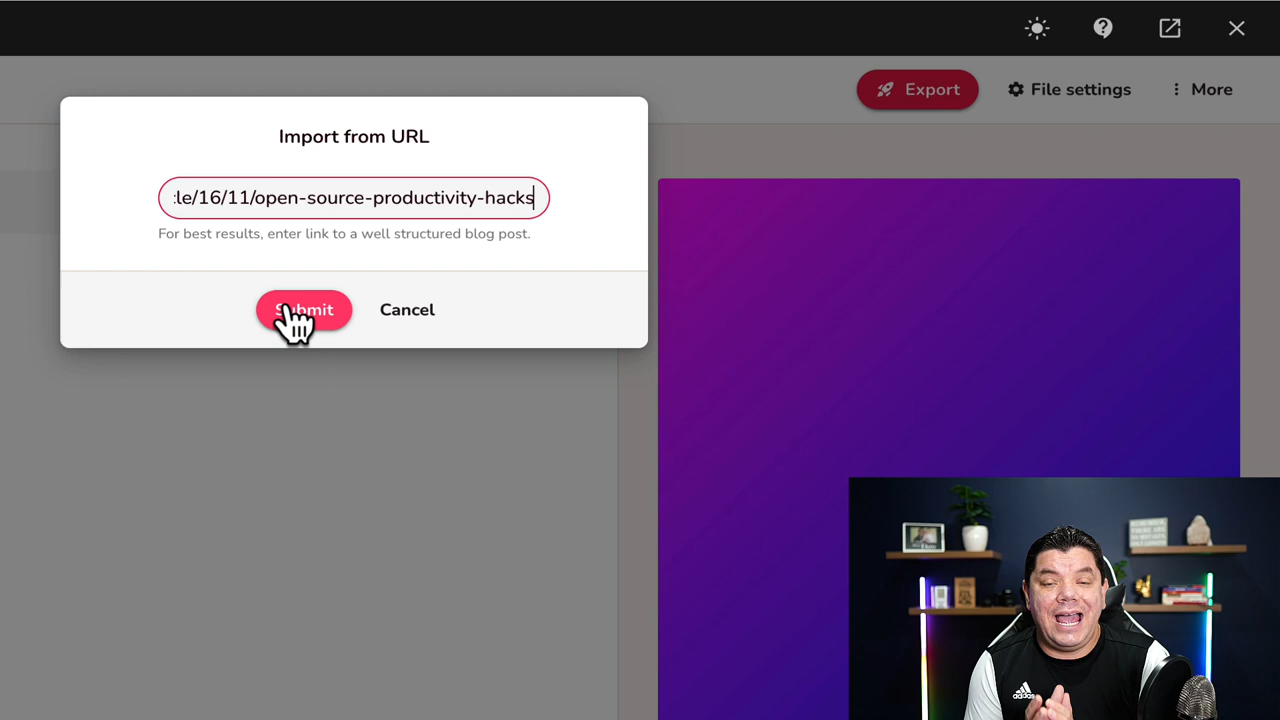 Export
File settings
More
Import from URL
:le/16/11/open-source-productivity-hacks
For best results, enter link to a well structured blog post.
Submit
Cancel
adidas